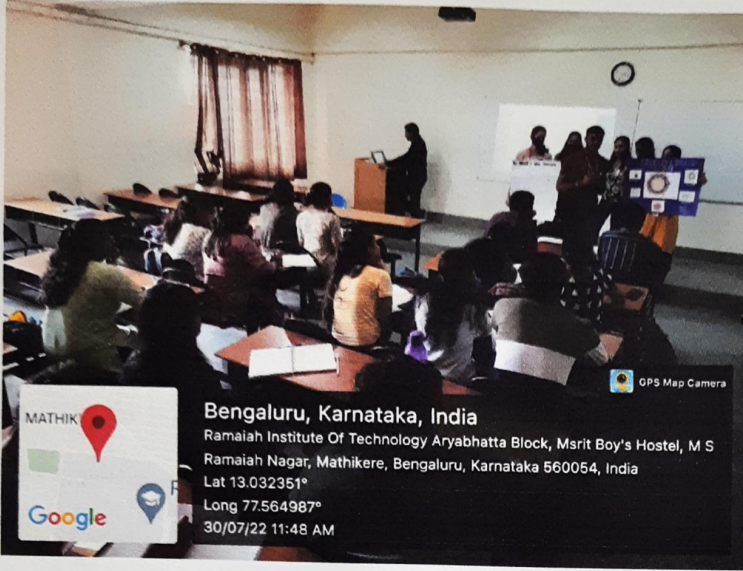 GPS Map Camera
MATHIK
Google
Bengaluru, Karnataka, India
Ramaiah Institute Of Technology Aryabhatta Block, Msrit Boy's Hostel, M S
Ramaiah Nagar, Mathikere, Bengaluru, Karnataka 560054, India
Lat 13.032351°
Long 77.564987°
30/07/22 11:48 AM